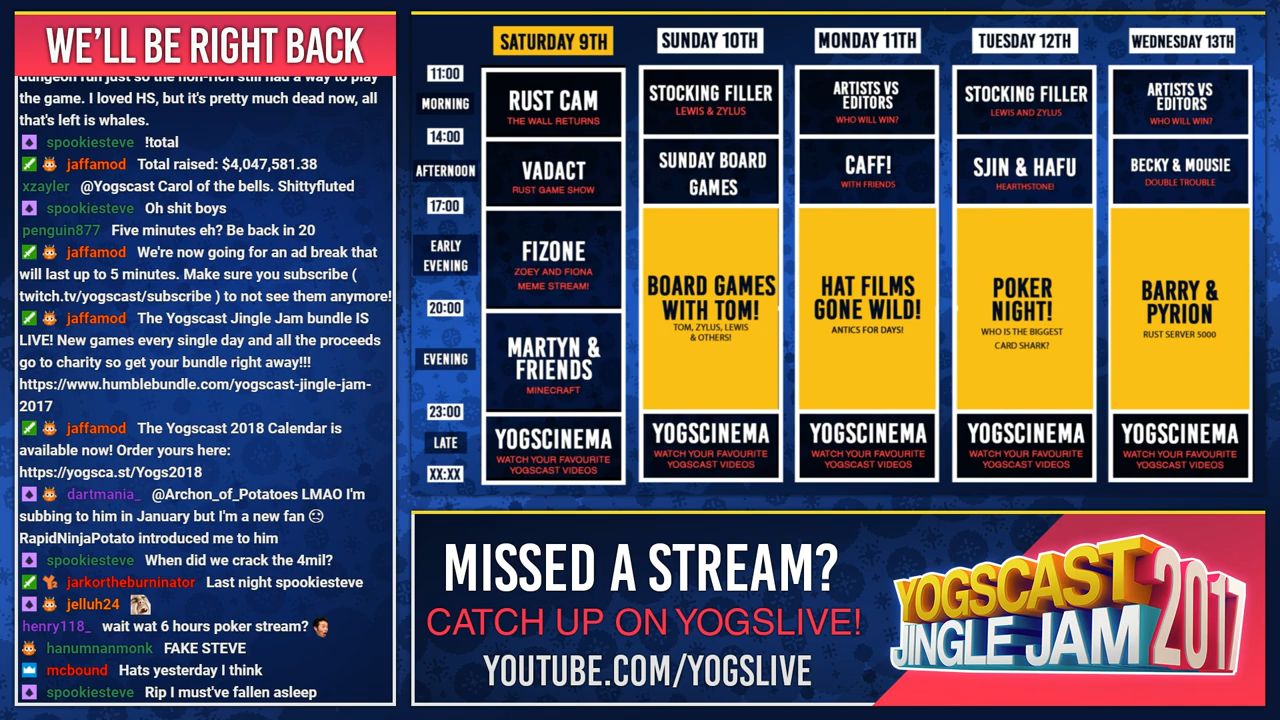 WE'LL BE RIGHT BACK
dungeon run just so the non-rich still had a way to play
the game. I loved HS, but it's pretty much dead now, all
that's left is whales.
spookiesteve !total
jaffamod Total raised: $4,047,581.38
xzayler @Yogscast Carol of the bells. Shittyfluted
spookiesteve Oh shit boys
penguin877 Five minutes eh? Be back in 20
jaffamod We're now going for an ad break that
will last up to 5 minutes. Make sure you subscribe (
twitch.tv/yogscast/subscribe ) to not see them anymore!
jaffamod The Yogscast Jingle Jam bundle IS
LIVE! New games every single day and all the proceeds
go to charity so get your bundle right away!!!
https://www.humblebundle.com/yogscast-jingle-jam-
2017
jaffamod The Yogscast 2018 Calendar is
available now! Order yours here:
https://yogsca.st/Yogs2018
dartmania_ @Archon_of_Potatoes LMAO I'm
subbing to him in January but I'm a new fan
RapidNinjaPotato introduced me to him
spookiesteve When did we crack the 4mil?
jarkortheburninator Last night spookiesteve
jelluh24
henry118_ wait wat 6 hours poker stream?
hanumnanmonk FAKE STEVE
mcbound Hats yesterday I think
spookiesteve Rip I must've fallen asleep
11:00
MORNING
14:00
AFTERNOON
17:00
EARLY
EVENING
20:00
EVENING
23:00
LATE
XX:XX
SATURDAY 9TH
RUST CAM
THE WALL RETURNS
VADACT
RUST GAME SHOW
FIZONE
ZOEY AND FIONA
MEME STREAM!
MARTYN &
FRIENDS
MINECRAFT
YOGSCINEMA
WATCH YOUR FAVOURITE
YOGSCAST VIDEOS
SUNDAY 10TH
STOCKING FILLER
LEWIS & ZYLUS
SUNDAY BOARD
GAMES
BOARD GAMES
WITH TOM!
TOM, ZYLUS, LEWIS
& OTHERS!
YOGSCINEMA
WATCH YOUR FAVOURITE
YOGSCAST VIDEOS
MONDAY 11TH
ARTISTS VS
EDITORS
WHO WILL WIN?
CAFF!
WITH FRIENDS
HAT FILMS
GONE WILD!
ANTICS FOR DAYS!
YOGSCINEMA
WATCH YOUR FAVOURITE
YOGSCAST VIDEOS
TUESDAY 12TH
STOCKING FILLER
LEWIS AND ZYLUS
SJIN & HAFU
HEARTHSTONE!
POKER
NIGHT!
WHO IS THE BIGGEST
CARD SHARK?
YOGSCINEMA
WATCH YOUR FAVOURITE
YOGSCAST VIDEOS
WEDNESDAY 13TH
ARTISTS VS
EDITORS
WHO WILL WIN?
BECKY & MOUSIE
DOUBLE TROUBLE
BARRY &
PYRION
RUST SERVER 5000
YOGSCINEMA
WATCH YOUR FAVOURITE
YOGSCAST VIDEOS
MISSED A STREAM?
CATCH UP ON YOGSLIVE!
YOUTUBE.COM/YOGSLIVE
YOGSCAST
JINGLE JAM 2017